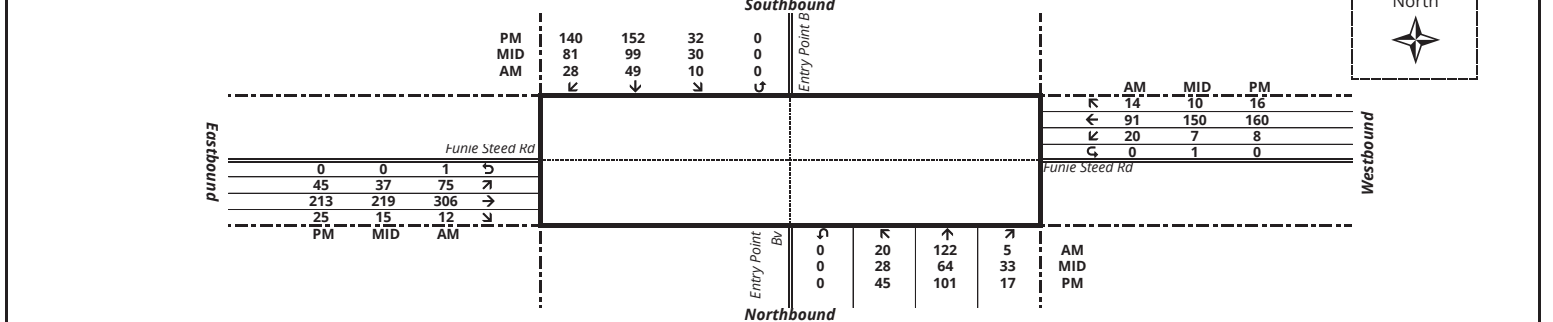 Southbound
North
Entry Point B
PM 140 152 32 0
MID 81 99 30 0
AM 28 49 10 0
↙ ↓ ↘ ↺
AM MID PM
↖ 14 10 16
← 91 150 160
↙ 20 7 8
↪ 0 1 0
Funie Steed Rd
Westbound
Eastbound
Funie Steed Rd
0 0 1 ↩
45 37 75 ↗
213 219 306 →
25 15 12 ↘
PM MID AM
Entry Point
Bv
↶ ↖ ↑ ↗
0 20 122 5 AM
0 28 64 33 MID
0 45 101 17 PM
Northbound